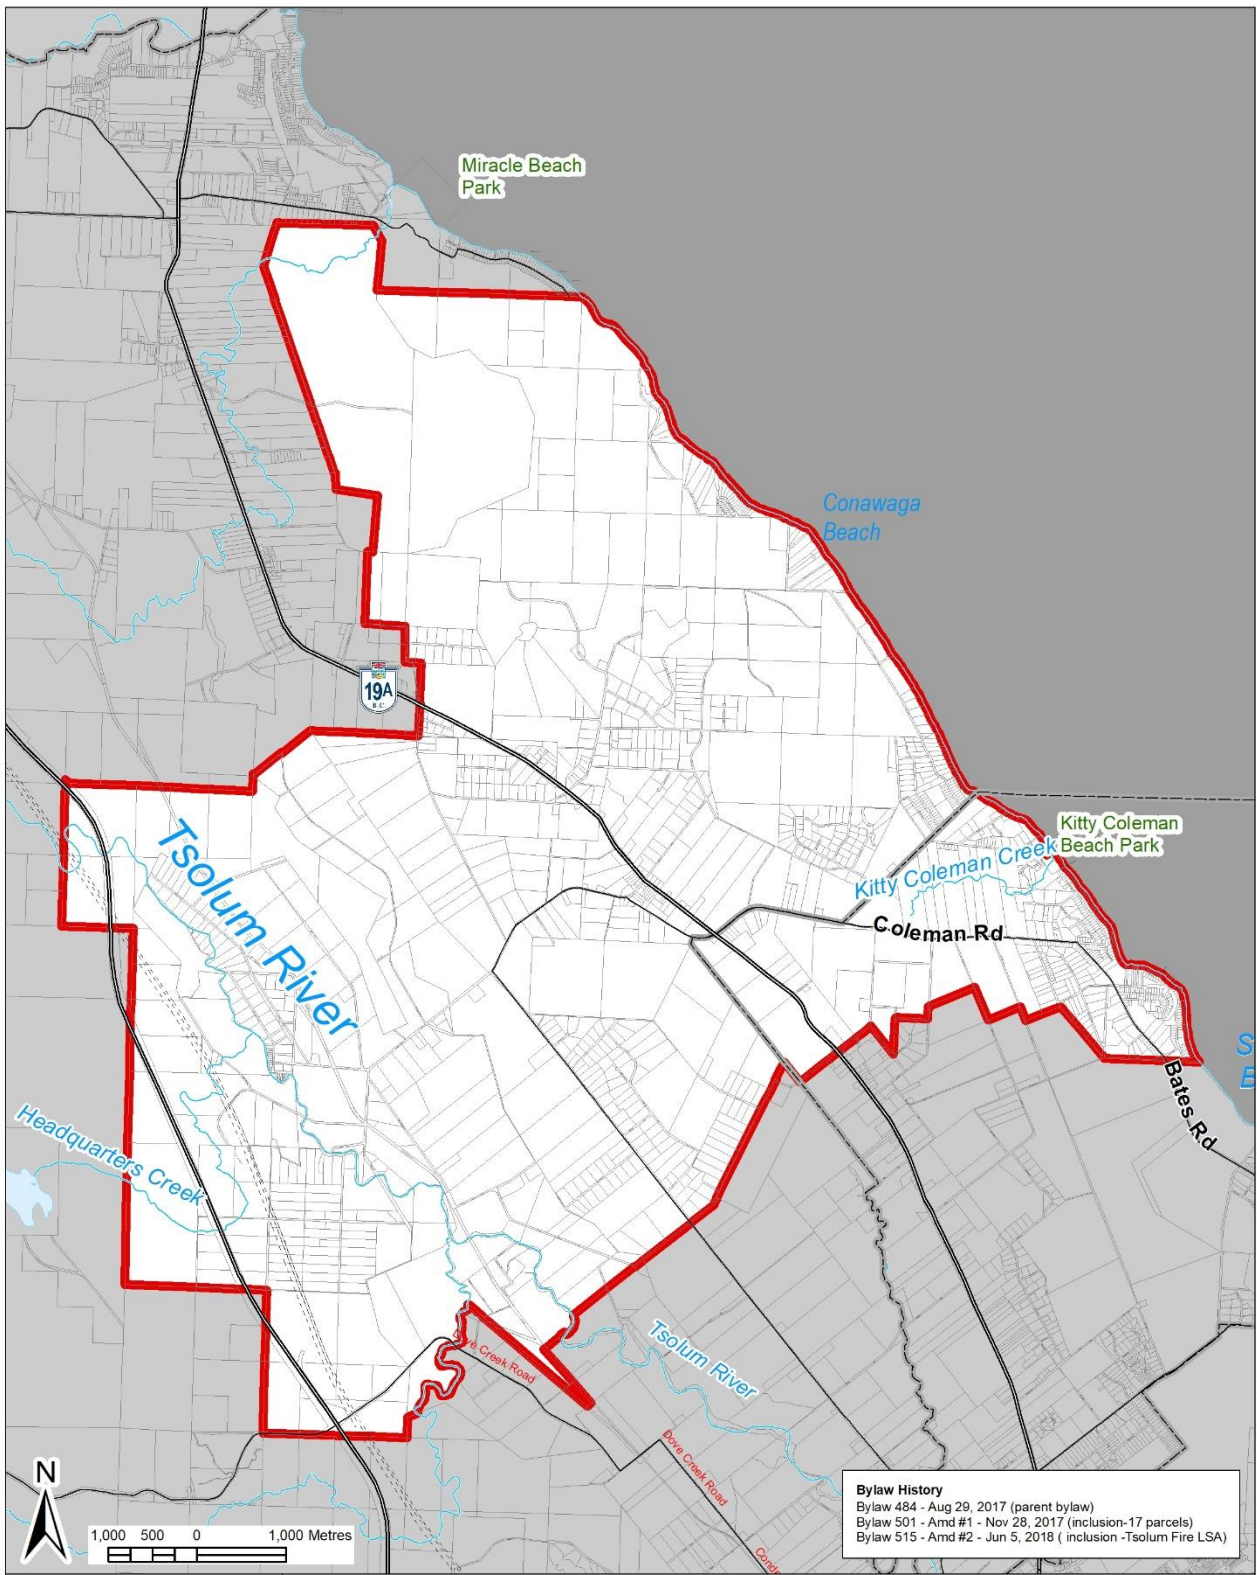 Miracle Beach
Park
Conawaga
Beach
19A
B.C.
Kitty Coleman
Beach Park
Kitty Coleman Creek
Coleman Rd
Tsolum River
S
B
Bates Rd
Headquarters Creek
Tsolum River
Dove Creek Road
Dove Creek Road
N
1,000 500 0 1,000 Metres
Bylaw History
Bylaw 484 - Aug 29, 2017 (parent bylaw)
Bylaw 501 - Amd #1 - Nov 28, 2017 (inclusion-17 parcels)
Bylaw 515 - Amd #2 - Jun 5, 2018 ( inclusion -Tsolum Fire LSA)